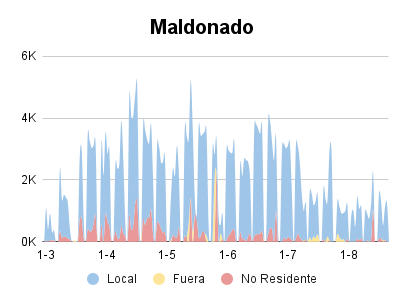 Maldonado
6K
4K
2K
0K
1-3 1-4 1-5 1-6 1-7 1-8
Local Fuera No Residente